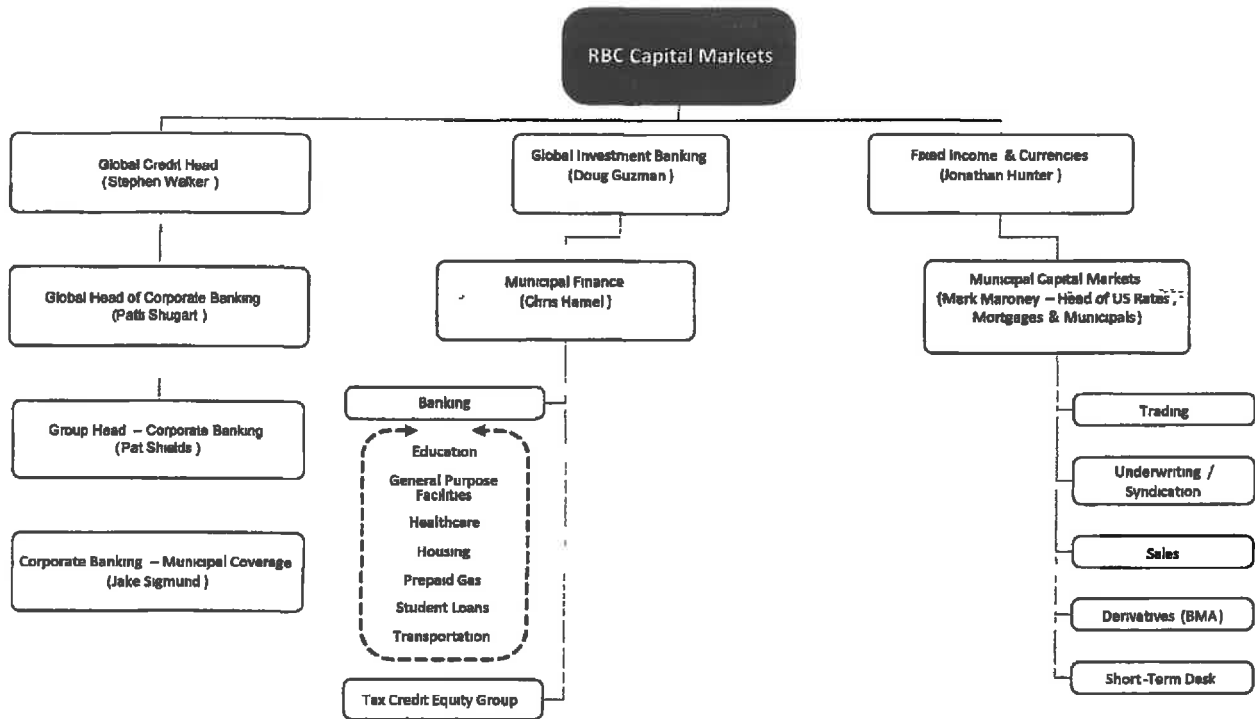 RBC Capital Markets
Global Credit Head
(Stephen Walker )
Global Investment Banking
(Doug Guzman )
Fixed Income & Currencies
(Jonathan Hunter )
Global Head of Corporate Banking
(Patti Shugart )
Municipal Finance
(Chris Hamel )
Municipal Capital Markets
(Mark Maroney – Head of US Rates ,
Mortgages & Municipals)
Group Head – Corporate Banking
(Pat Shields )
Corporate Banking – Municipal Coverage
(Jake Sigmund )
Banking
Education
General Purpose
Facilities
Healthcare
Housing
Prepaid Gas
Student Loans
Transportation
Tax Credit Equity Group
Trading
Underwriting /
Syndication
Sales
Derivatives (BMA)
Short-Term Desk